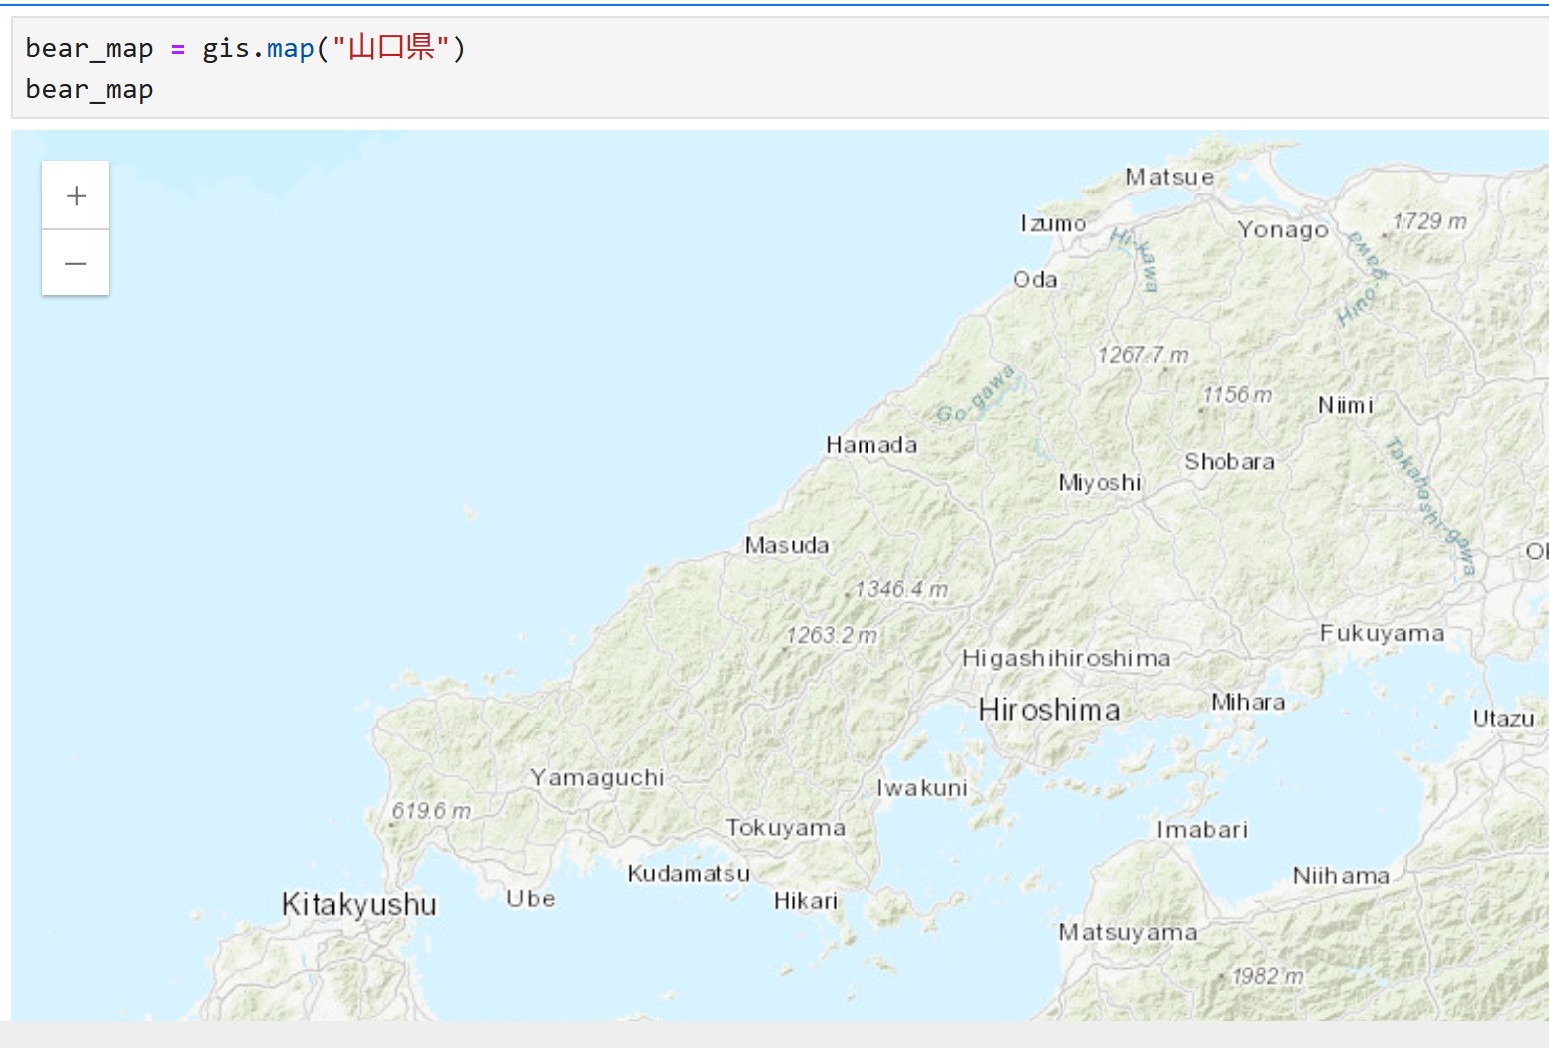 bear_map = gis.map("山口県")
bear_map
+
−
Matsue
Izumo
Yonago
1729 m
Hi-kawa
Hino-gawa
Oda
1267.7 m
1156 m
Niimi
Go-gawa
Hamada
Shobara
Miyoshi
Takahashi-gawa
Masuda
1346.4 m
1263.2 m
Fukuyama
Higashihiroshima
Hiroshima
Mihara
Utazu
Yamaguchi
Iwakuni
619.6 m
Tokuyama
Imabari
Kudamatsu
Niihama
Hikari
Ube
Kitakyushu
Matsuyama
1982 m